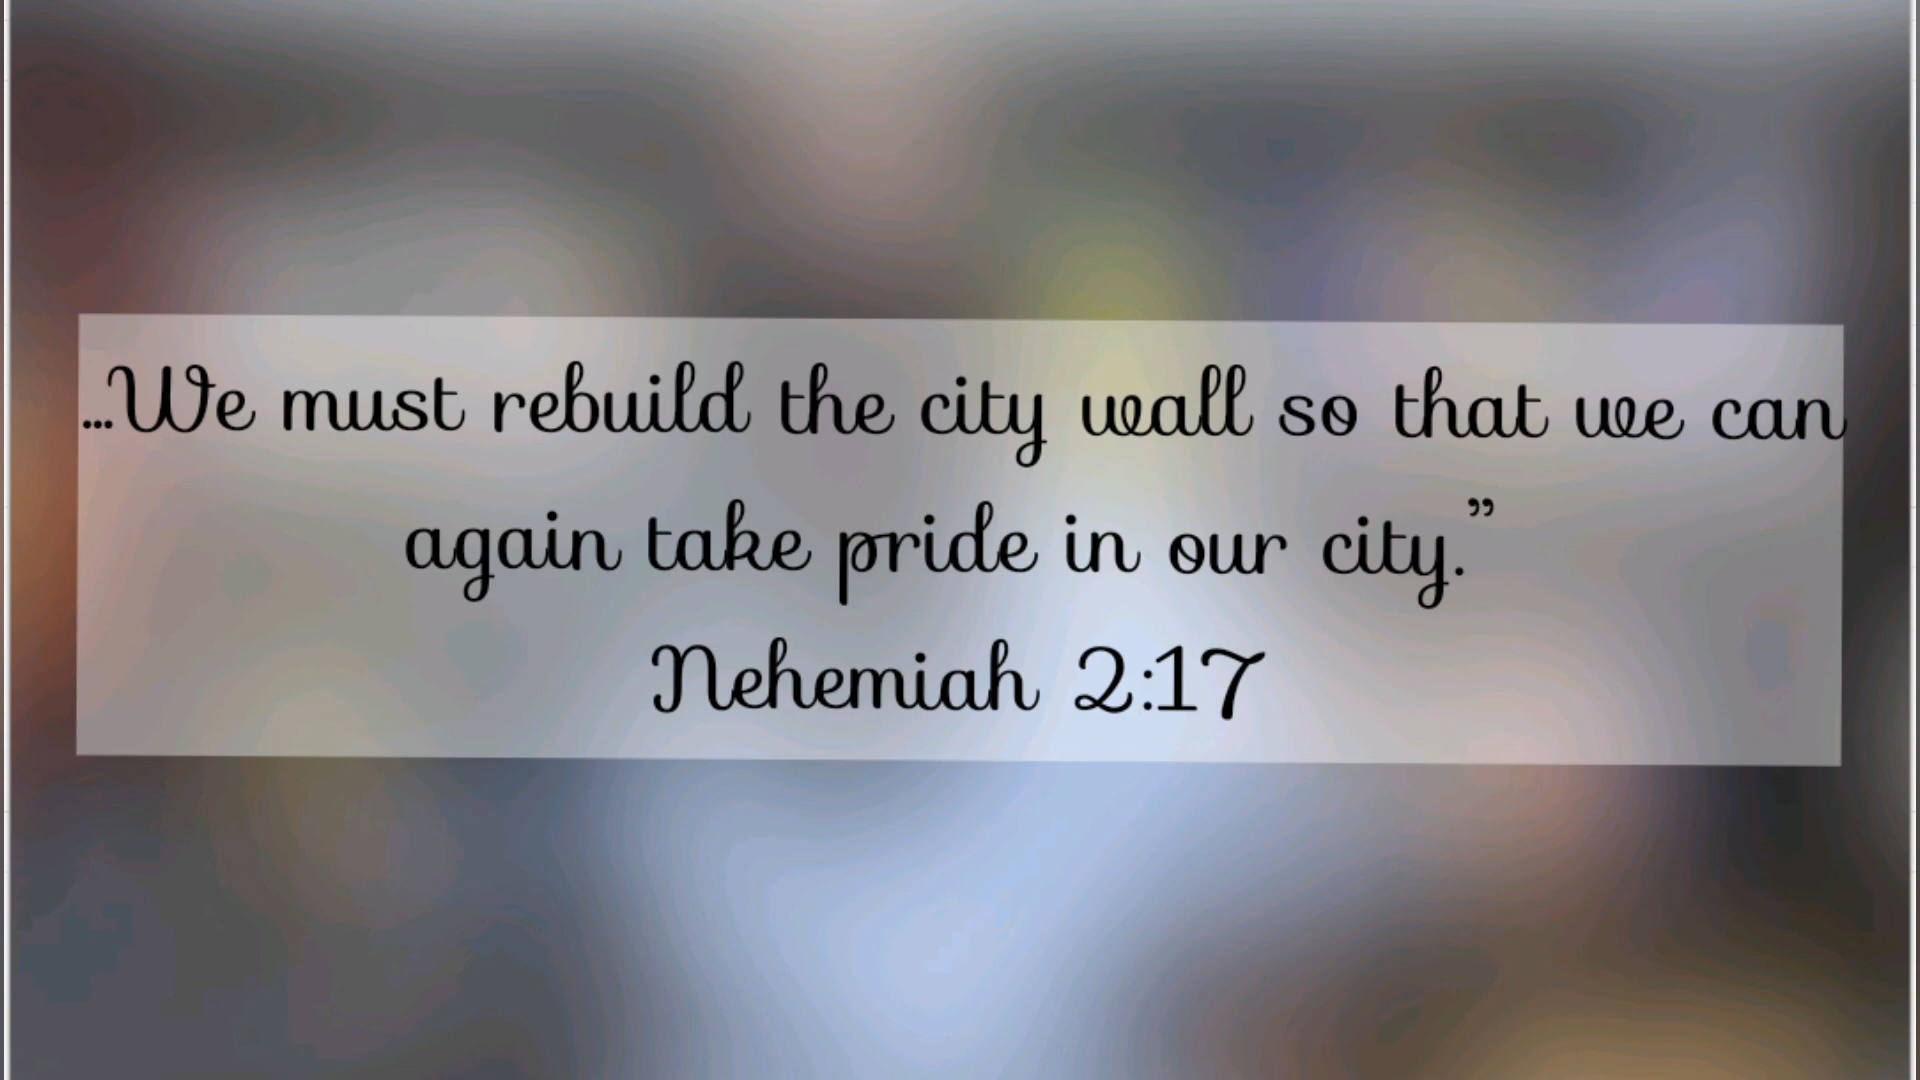 ...We must rebuild the city wall so that we can
again take pride in our city.”
Nehemiah 2:17